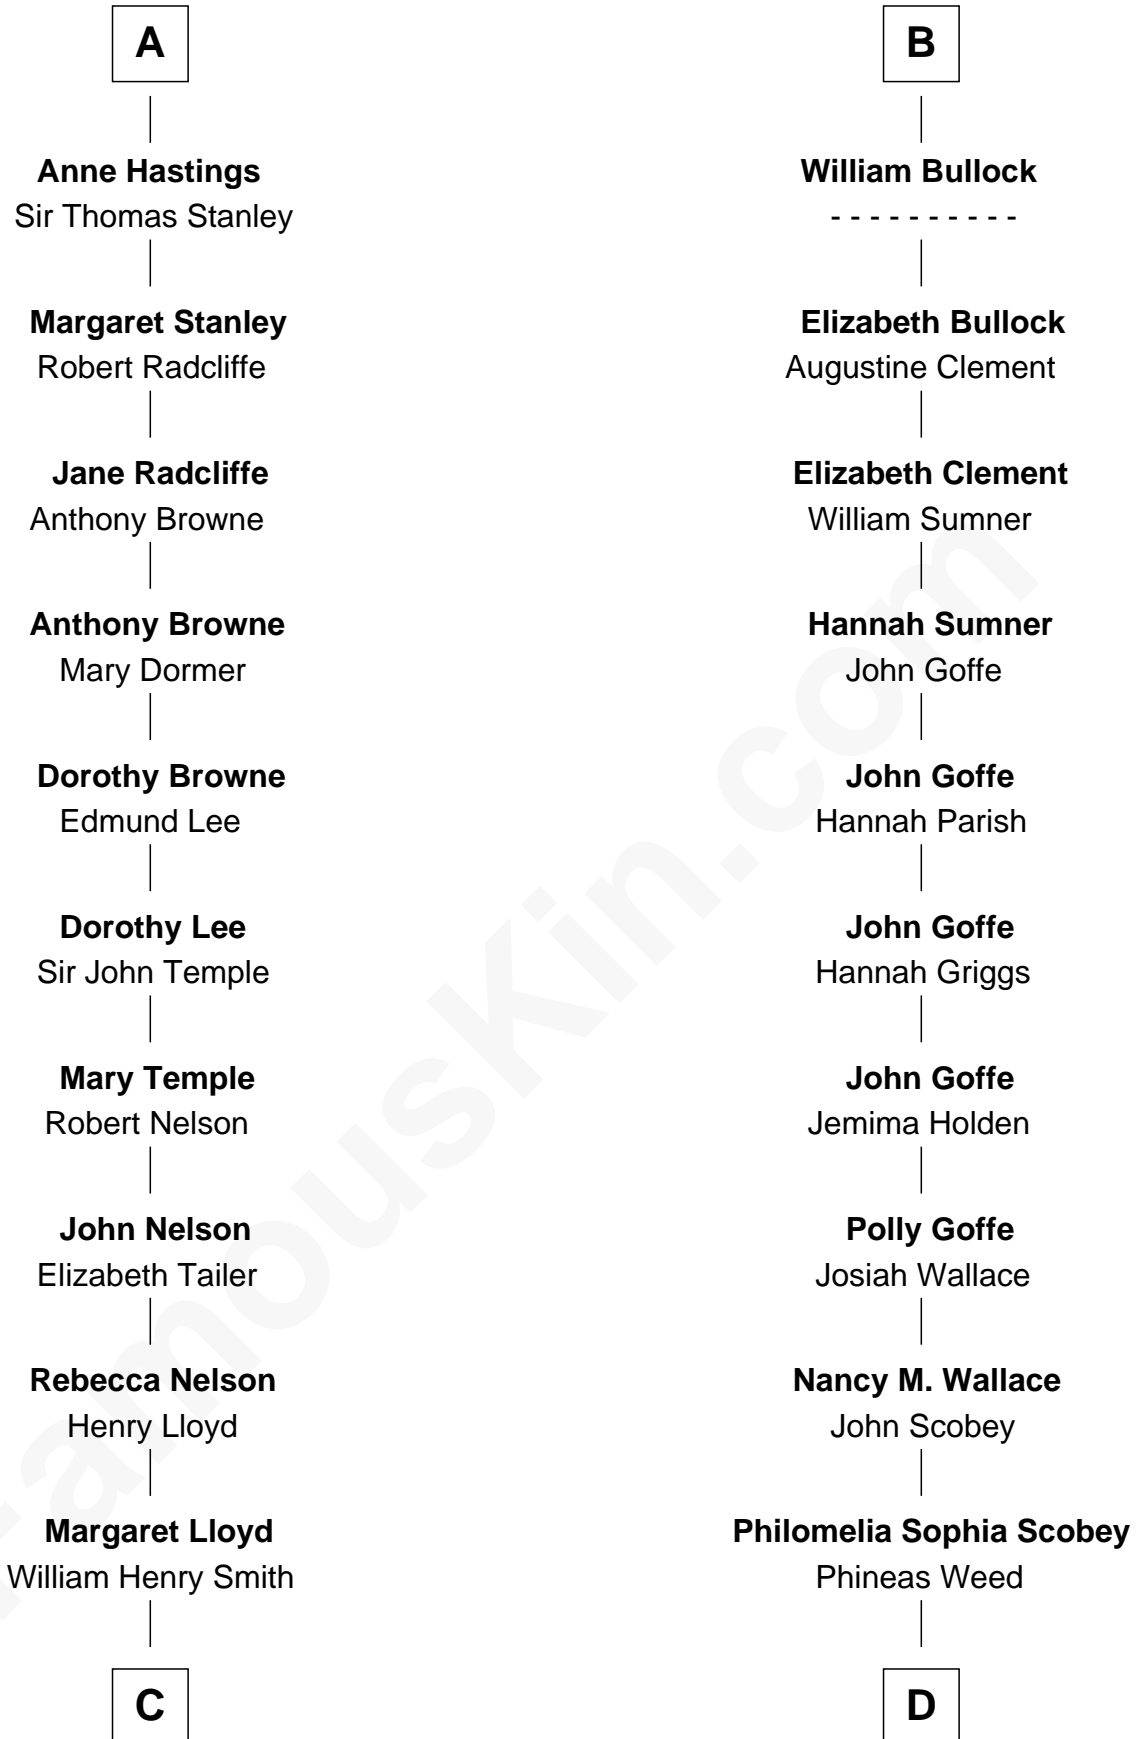 A
Anne Hastings
Sir Thomas Stanley
Margaret Stanley
Robert Radcliffe
Jane Radcliffe
Anthony Browne
Anthony Browne
Mary Dormer
Dorothy Browne
Edmund Lee
Dorothy Lee
Sir John Temple
Mary Temple
Robert Nelson
John Nelson
Elizabeth Tailer
Rebecca Nelson
Henry Lloyd
Margaret Lloyd
William Henry Smith
C
B
William Bullock
- - - - - - - - - -
Elizabeth Bullock
Augustine Clement
Elizabeth Clement
William Sumner
Hannah Sumner
John Goffe
John Goffe
Hannah Parish
John Goffe
Hannah Griggs
John Goffe
Jemima Holden
Polly Goffe
Josiah Wallace
Nancy M. Wallace
John Scobey
Philomelia Sophia Scobey
Phineas Weed
D
FamousKin.com